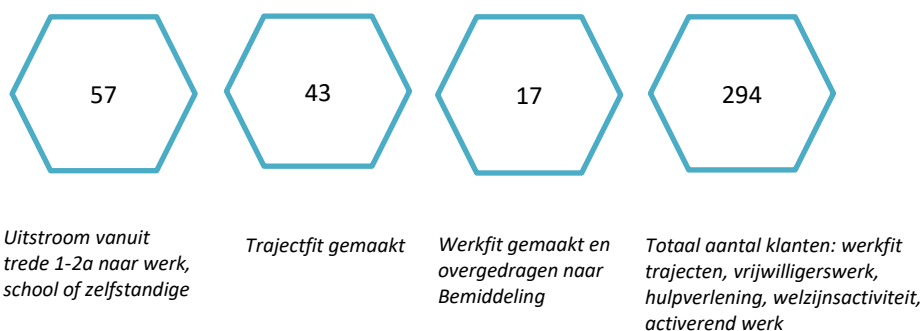 57
43
17
294
Uitstroom vanuit
trede 1-2a naar werk,
school of zelfstandige
Trajectfit gemaakt
Werkfit gemaakt en
overgedragen naar
Bemiddeling
Totaal aantal klanten: werkfit
trajecten, vrijwilligerswerk,
hulpverlening, welzijnsactiviteit,
activerend werk